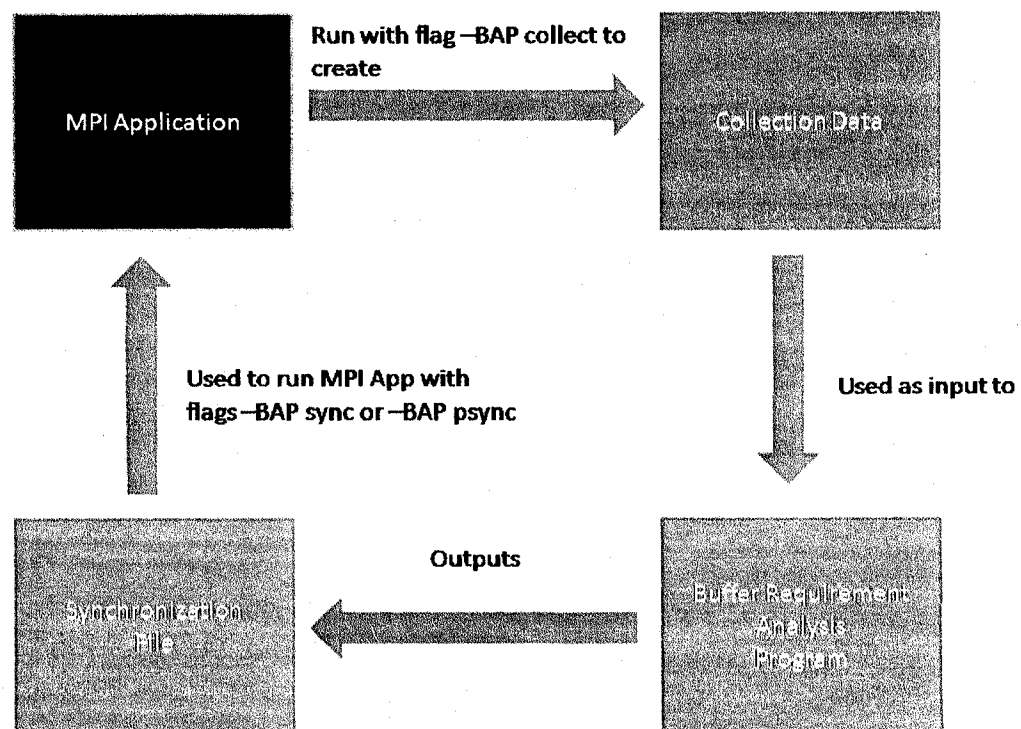 Run with flag —BAP collect to
create
MPI Application
Collection Data
Used to run MPI App with
flags —BAP sync or —BAP psync
Used as input to
Outputs
Synchronization
File
Buffer Requirement
Analysis
Program